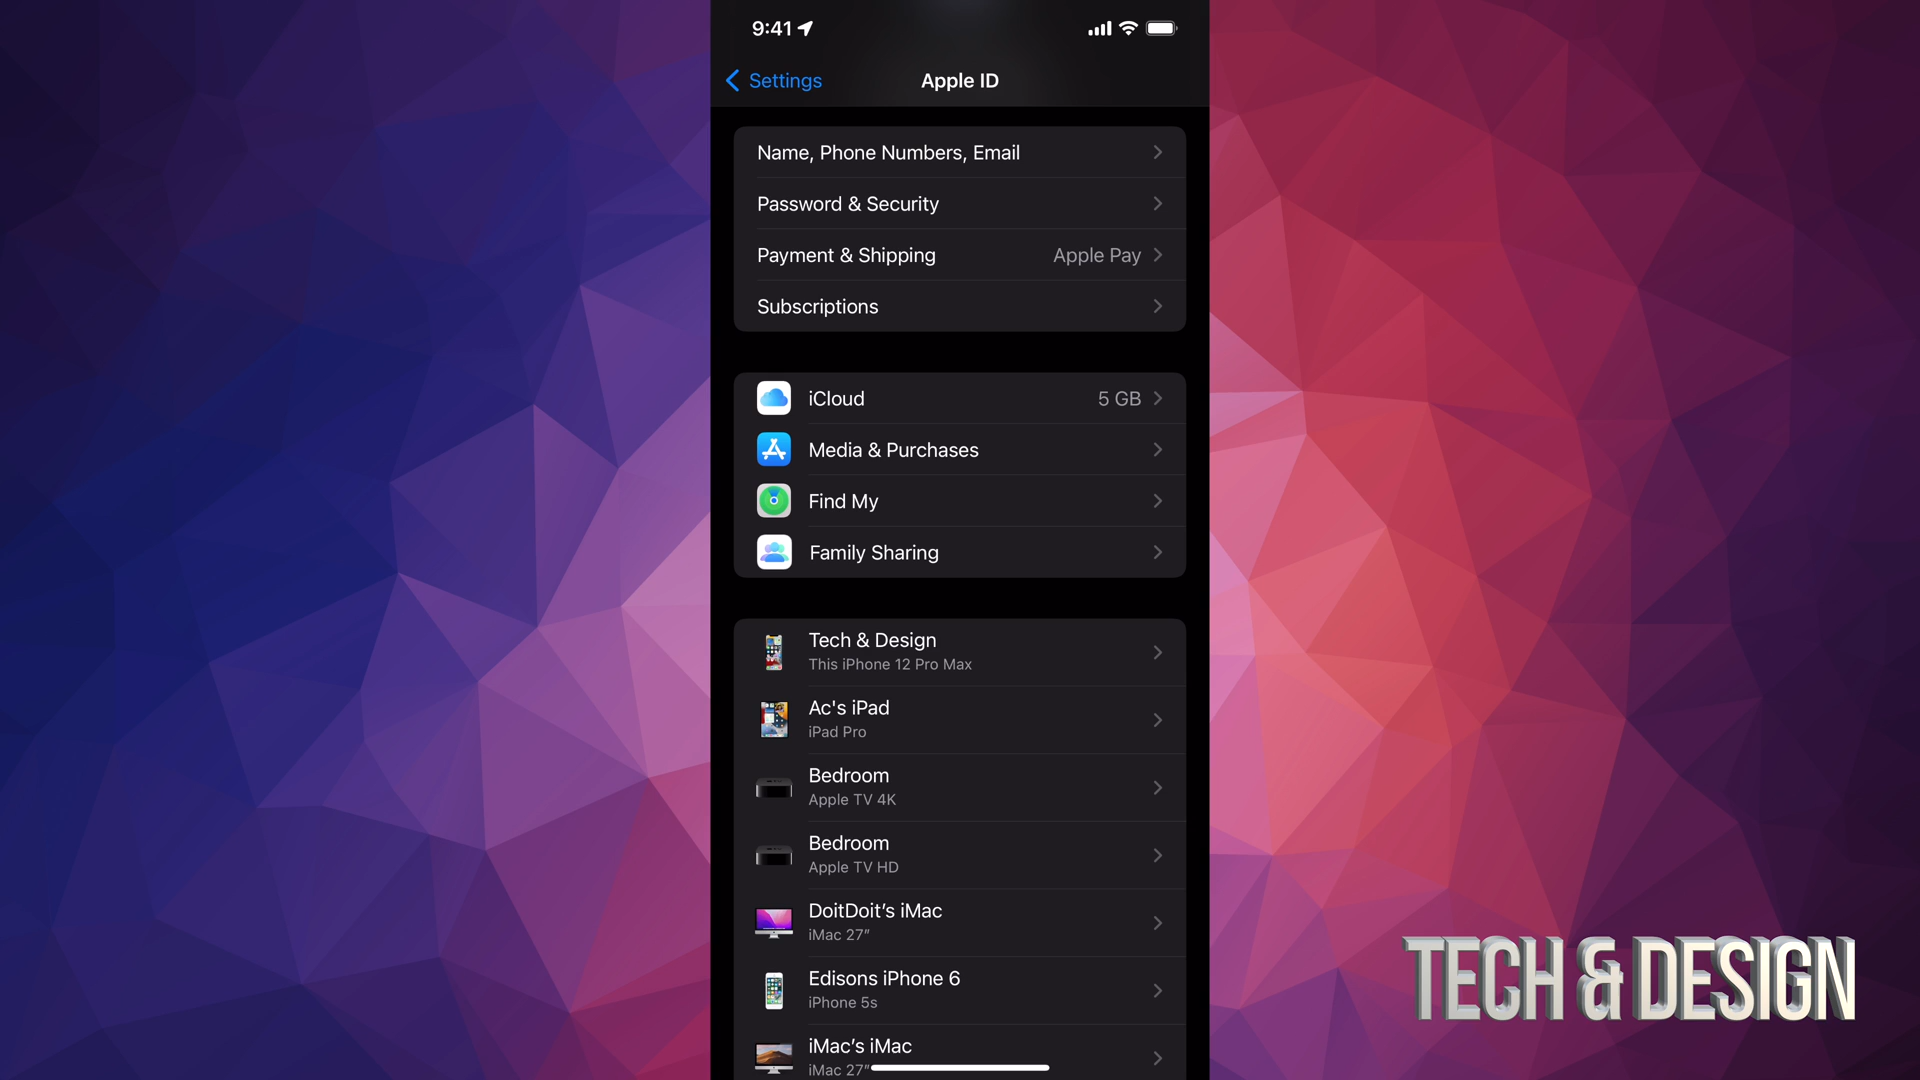 9:41
Settings
Apple ID
Name, Phone Numbers, Email
Password & Security
Payment & Shipping Apple Pay
Subscriptions
iCloud 5 GB
Media & Purchases
Find My
Family Sharing
Tech & Design
This iPhone 12 Pro Max
Ac's iPad
iPad Pro
Bedroom
Apple TV 4K
Bedroom
Apple TV HD
DoitDoit’s iMac
iMac 27”
Edisons iPhone 6
iPhone 5s
iMac’s iMac
iMac 27”
TECH & DESIGN